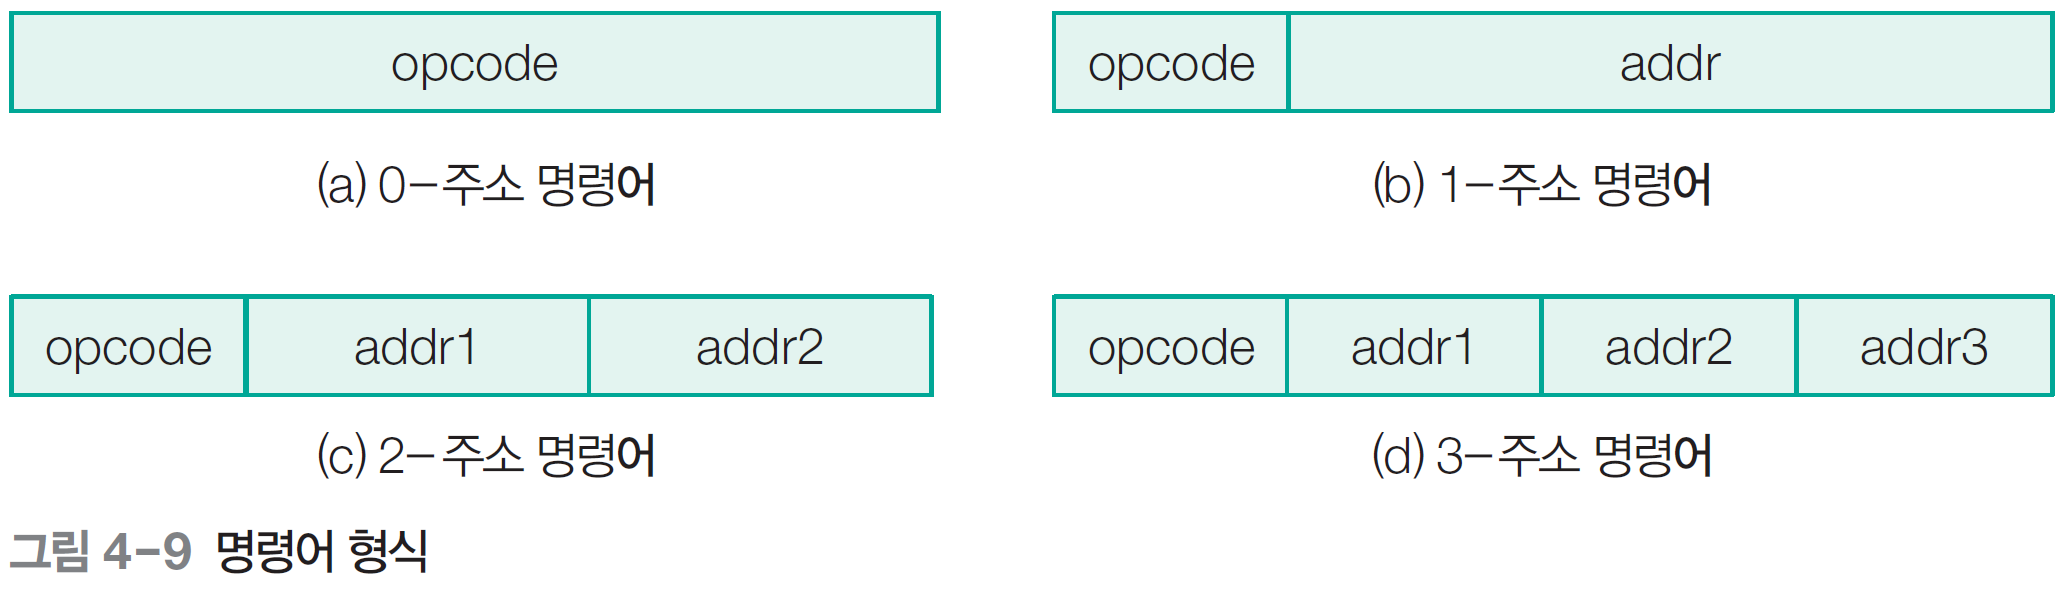 opcode
opcode addr
(a) 0-주소 명령어
(b) 1-주소 명령어
opcode addr1 addr2
opcode addr1 addr2 addr3
(c) 2-주소 명령어
(d) 3-주소 명령어
그림 4-9 명령어 형식